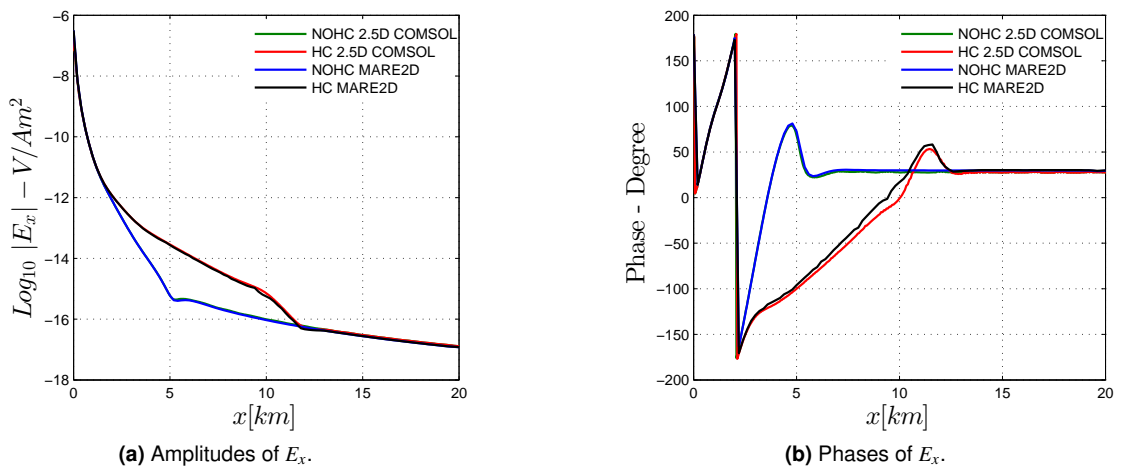 −6
−8
−10
−12
−14
−16
−18
0
5
10
15
20
Log10 |Ex| − V/Am²
x[km]
NOHC 2.5D COMSOL
HC 2.5D COMSOL
NOHC MARE2D
HC MARE2D
(a) Amplitudes of Ex.
200
150
100
50
0
−50
−100
−150
−200
0
5
10
15
20
Phase - Degree
x[km]
NOHC 2.5D COMSOL
HC 2.5D COMSOL
NOHC MARE2D
HC MARE2D
(b) Phases of Ex.